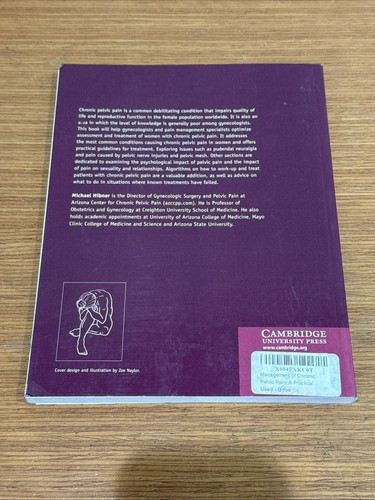 Chronic pelvic pain is a common debilitating condition that impairs quality of
life and reproductive function in the female population worldwide. It is also an
area in which the level of knowledge is generally poor among gynecologists.
This book will help gynecologists and pain management specialists optimize
assessment and treatment of women with chronic pelvic pain. It addresses
the most common conditions causing chronic pelvic pain in women and offers
practical guidelines for treatment. Exploring issues such as pudendal neuralgia
and pain caused by pelvic nerve injuries and pelvic mesh. Other sections are
dedicated to examining the psychological impact of pelvic pain and the impact
of pain on sexuality and relationships. Algorithms on how to work-up and treat
patients with chronic pelvic pain are a valuable addition, as well as advice on
what to do in situations where known treatments have failed.
Michael Hibner is the Director of Gynecologic Surgery and Pelvic Pain at
Arizona Center for Chronic Pelvic Pain (azccpp.com). He is Professor of
Obstetrics and Gynecology at Creighton University School of Medicine. He also
holds academic appointments at University of Arizona College of Medicine, Mayo
Clinic College of Medicine and Science and Arizona State University.
Cover design and illustration by Zoe Naylor.
CAMBRIDGE
UNIVERSITY PRESS
www.cambridge.org
Management of Chronic
Pelvic Pain: A Practical
Used - Good